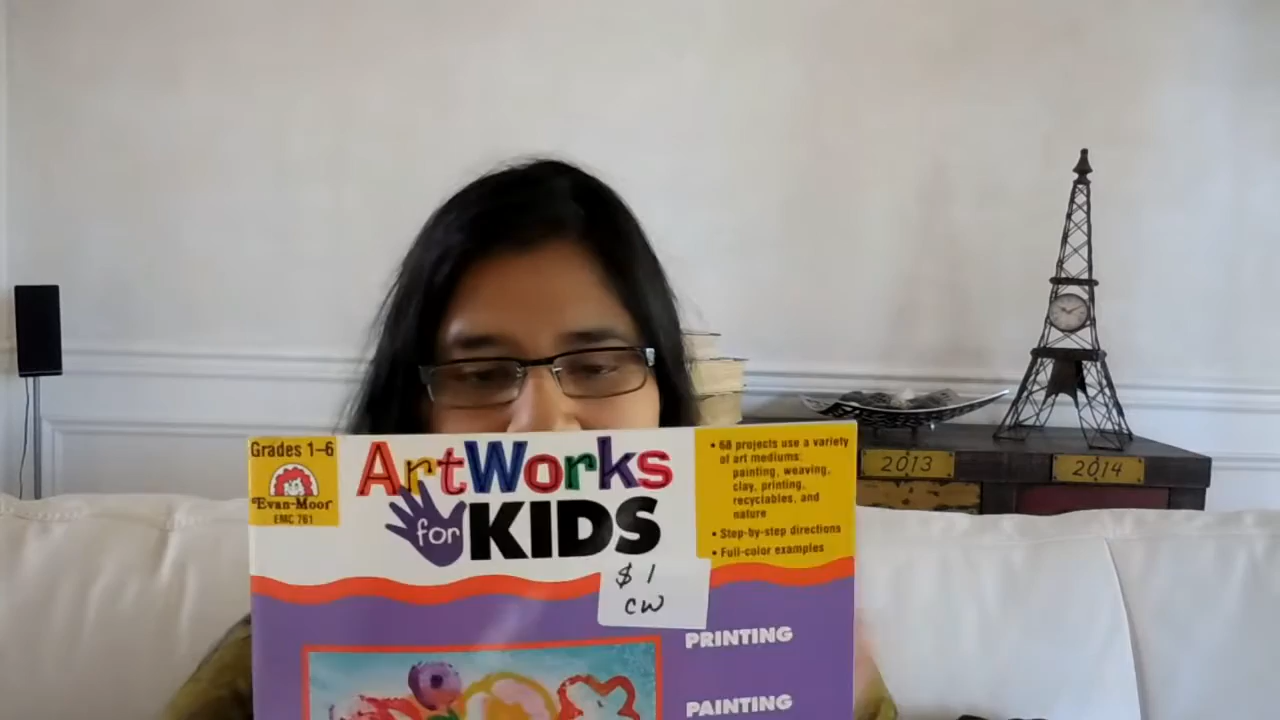 Grades 1–6
Evan-Moor
EMC 761
ArtWorks
for KIDS
• 68 projects use a variety
of art mediums:
painting, weaving,
clay, printing,
recyclables, and
nature
• Step-by-step directions
• Full-color examples
$1
CW
PRINTING
PAINTING
2013
2014